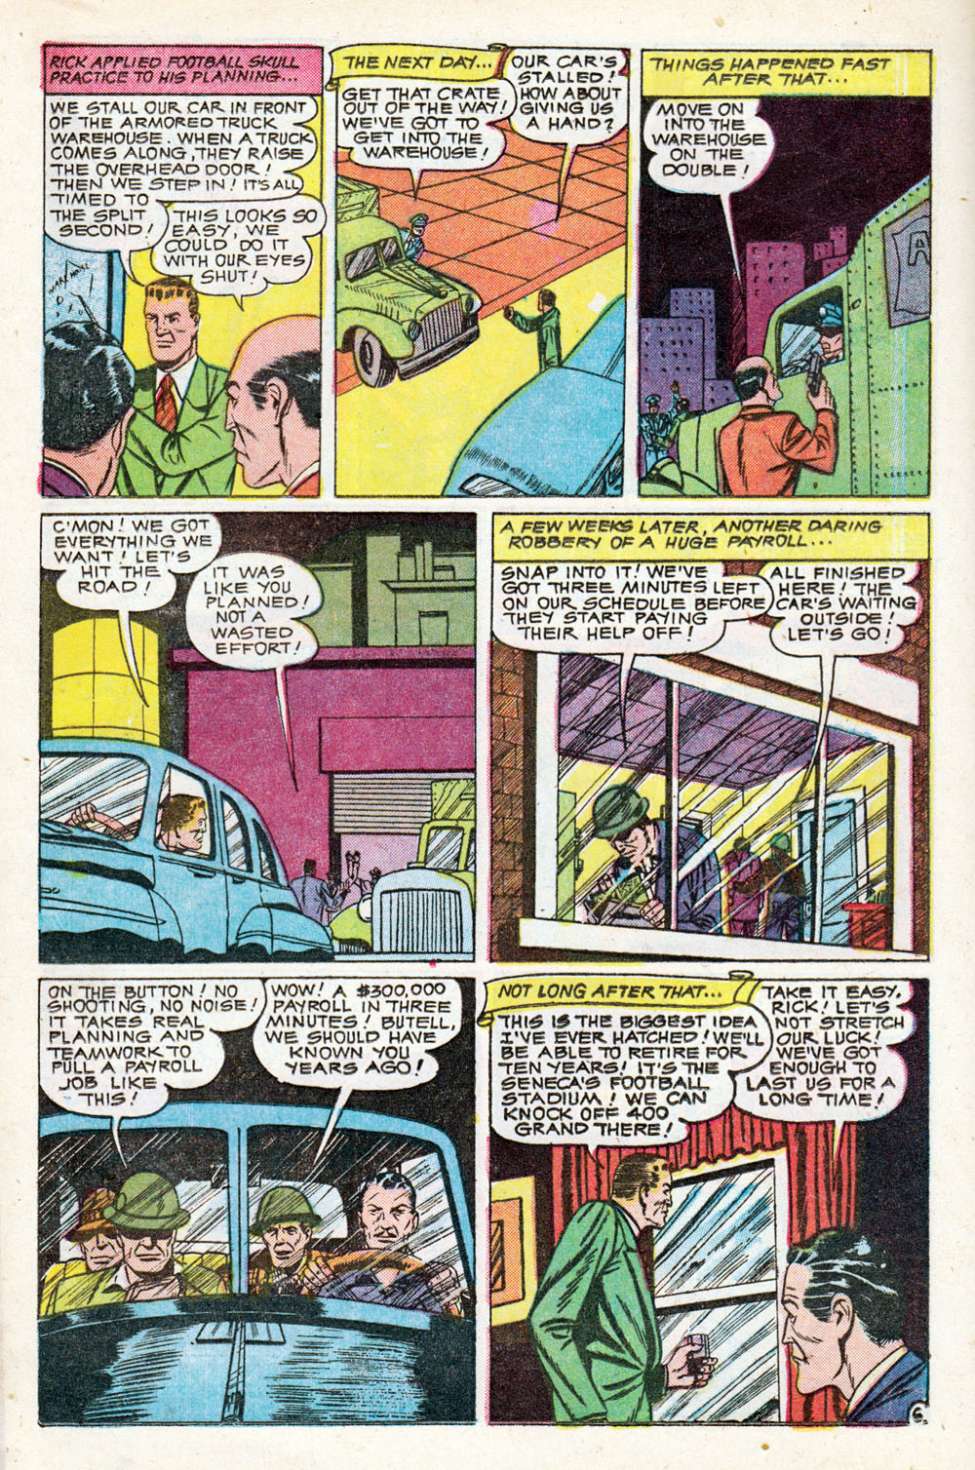 RICK APPLIED FOOTBALL SKULL
PRACTICE TO HIS PLANNING...
WE STALL OUR CAR IN FRONT
OF THE ARMORED TRUCK
WAREHOUSE. WHEN A TRUCK
COMES ALONG, THEY RAISE
THE OVERHEAD DOOR!
THEN WE STEP IN! IT'S ALL
TIMED TO
THE SPLIT
SECOND!
THIS LOOKS SO
EASY, WE
COULD DO IT
WITH OUR EYES
SHUT!
WARE HOUSE
THE NEXT DAY...
GET THAT CRATE
OUT OF THE WAY!
WE'VE GOT TO
GET INTO THE
WAREHOUSE!
OUR CAR'S
STALLED!
HOW ABOUT
GIVING US
A HAND?
THINGS HAPPENED FAST
AFTER THAT...
MOVE ON
INTO THE
WAREHOUSE
ON THE
DOUBLE!
A
C'MON! WE GOT
EVERYTHING WE
WANT! LET'S
HIT THE
ROAD!
IT WAS
LIKE YOU
PLANNED!
NOT A
WASTED
EFFORT!
A FEW WEEKS LATER, ANOTHER DARING
ROBBERY OF A HUGE PAYROLL...
SNAP INTO IT! WE'VE
GOT THREE MINUTES LEFT
ON OUR SCHEDULE BEFORE
THEY START PAYING
THEIR HELP OFF!
ALL FINISHED
HERE! THE
CAR'S WAITING
OUTSIDE!
LET'S GO!
ON THE BUTTON! NO
SHOOTING, NO NOISE!
IT TAKES REAL
PLANNING AND
TEAMWORK TO
PULL A PAYROLL
JOB LIKE
THIS!
WOW! A $300,000
PAYROLL IN THREE
MINUTES! BUTELL,
WE SHOULD HAVE
KNOWN YOU
YEARS AGO!
NOT LONG AFTER THAT...
THIS IS THE BIGGEST IDEA
I'VE EVER HATCHED! WE'LL
BE ABLE TO RETIRE FOR
TEN YEARS! IT'S THE
SENECA'S FOOTBALL
STADIUM! WE CAN
KNOCK OFF 400
GRAND THERE!
TAKE IT EASY,
RICK! LET'S
NOT STRETCH
OUR LUCK!
WE'VE GOT
ENOUGH TO
LAST US FOR A
LONG TIME!
6